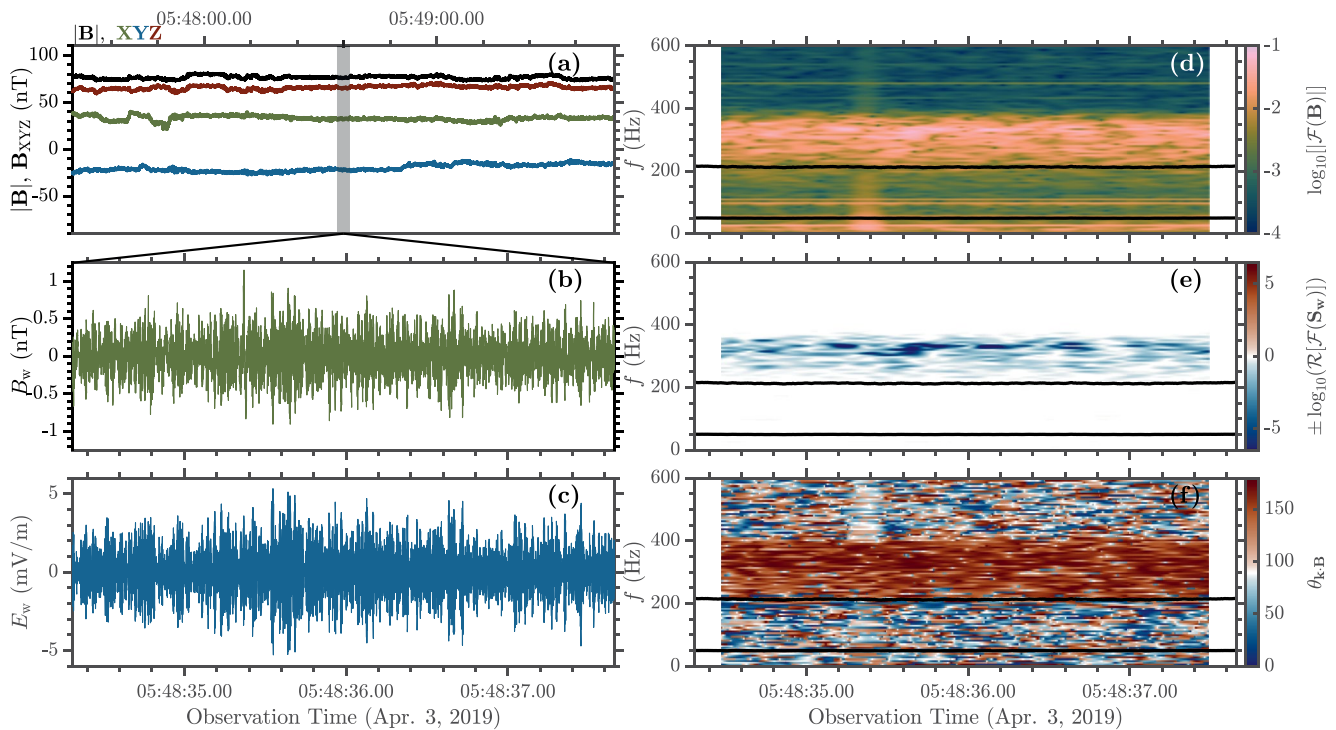 05:48:00.00 05:49:00.00
|B|, XYZ
(a)
100
50
0
-50
|B|, B_XYZ (nT)
(b)
1
0.5
0
-0.5
-1
B_w (nT)
(c)
5
0
-5
E_w (mV/m)
05:48:35.00 05:48:36.00 05:48:37.00
Observation Time (Apr. 3, 2019)
(d)
600
400
200
0
f (Hz)
-1
-2
-3
-4
log10[|F(B)|]
(e)
600
400
200
0
f (Hz)
5
0
-5
± log10(R[F(S_w)])
(f)
600
400
200
0
f (Hz)
150
100
50
0
θ_k·B
05:48:35.00 05:48:36.00 05:48:37.00
Observation Time (Apr. 3, 2019)